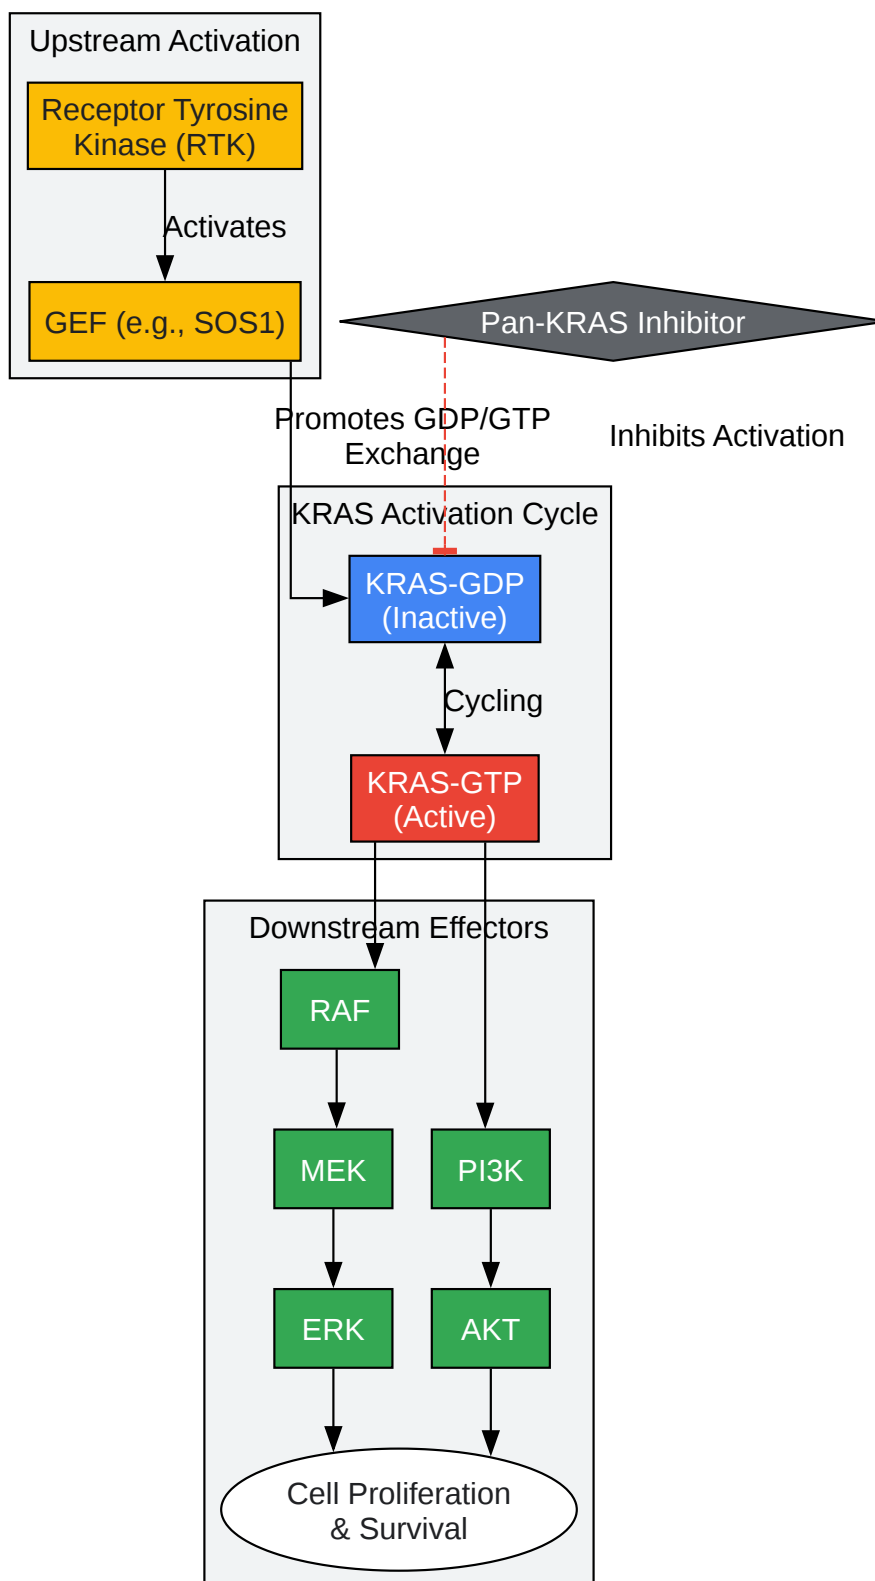 Upstream Activation
Receptor Tyrosine
Kinase (RTK)
Activates
GEF (e.g., SOS1)
Pan-KRAS Inhibitor
Promotes GDP/GTP
Exchange
Inhibits Activation
KRAS Activation Cycle
KRAS-GDP
(Inactive)
Cycling
KRAS-GTP
(Active)
Downstream Effectors
RAF
MEK
PI3K
ERK
AKT
Cell Proliferation
& Survival